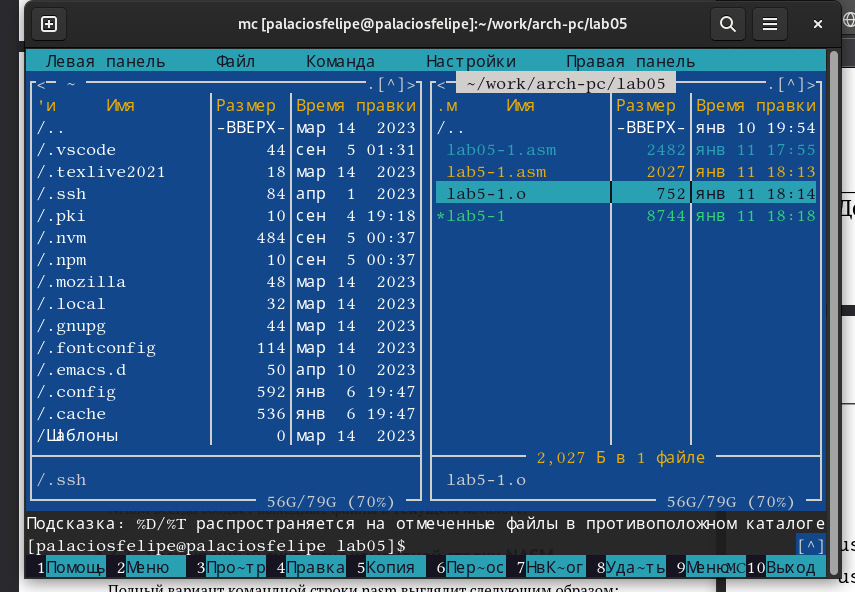 mc [palaciosfelipe@palaciosfelipe]:~/work/arch-pc/lab05
Левая панель Файл Команда Настройки Правая панель
<─ ~ .[^]> <─ ~/work/arch-pc/lab05 .[^]>
'и Имя Размер Время правки .м Имя Размер Время правки
/.. -ВВЕРХ- мар 14 2023 /.. -ВВЕРХ- янв 10 19:54
/.vscode 44 сен 5 01:31 lab05-1.asm 2482 янв 11 17:55
/.texlive2021 18 мар 14 2023 lab5-1.asm 2027 янв 11 18:13
/.ssh 84 апр 1 2023 lab5-1.o 752 янв 11 18:14
/.pki 10 сен 4 19:18 *lab5-1 8744 янв 11 18:18
/.nvm 484 сен 5 00:37
/.npm 10 сен 5 00:37
/.mozilla 48 мар 14 2023
/.local 32 мар 14 2023
/.gnupg 44 мар 14 2023
/.fontconfig 114 мар 14 2023
/.emacs.d 50 апр 10 2023
/.config 592 янв 6 19:47
/.cache 536 янв 6 19:47
/Шаблоны 0 мар 14 2023
2,027 Б в 1 файле
/.ssh lab5-1.o
56G/79G (70%) 56G/79G (70%)
Подсказка: %D/%T распространяется на отмеченные файлы в противоположном каталоге
[palaciosfelipe@palaciosfelipe lab05]$ [^]
1Помощь 2Меню 3Про~тр 4Правка 5Копия 6Пер~ос 7НвК~ог 8Уда~ть 9МенюMC 10Выход
Полный вариант командной строки nasm выглядит следующим образом: